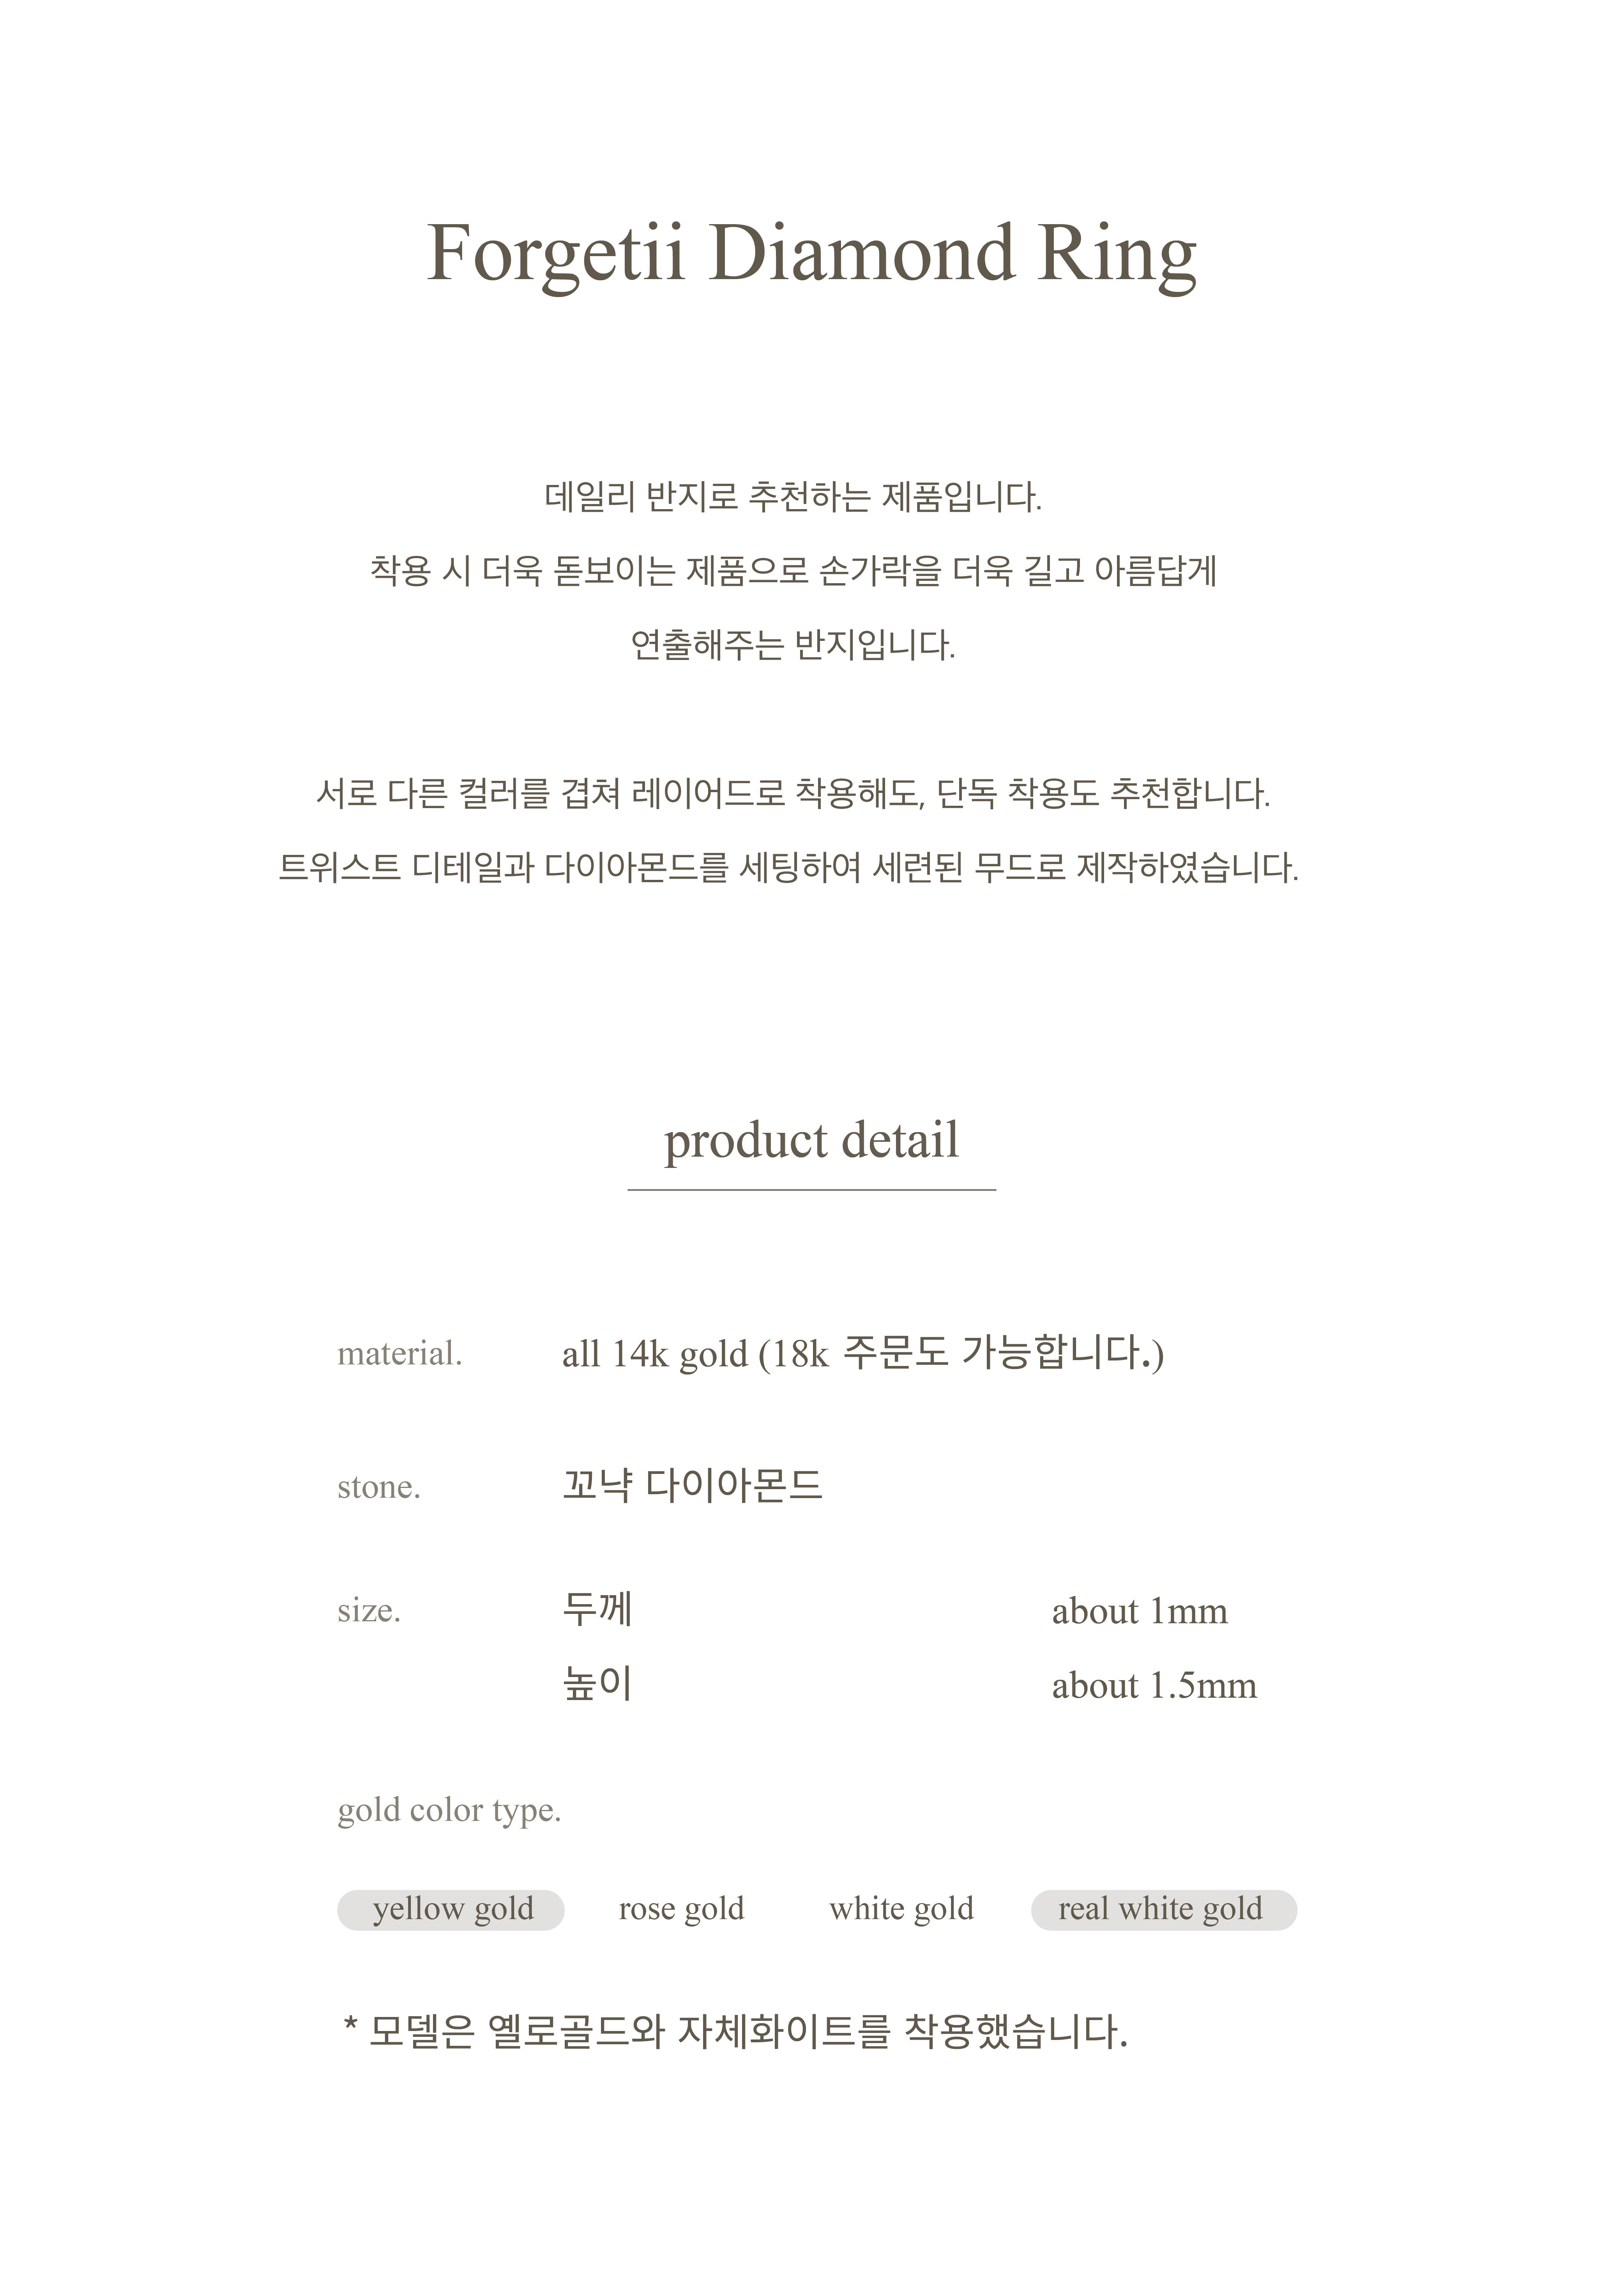 Forgetii Diamond Ring
데일리 반지로 추천하는 제품입니다.
착용 시 더욱 돋보이는 제품으로 손가락을 더욱 길고 아름답게
연출해주는 반지입니다.
서로 다른 컬러를 겹쳐 레이어드로 착용해도, 단독 착용도 추천합니다.
트위스트 디테일과 다이아몬드를 세팅하여 세련된 무드로 제작하였습니다.
product detail
material. all 14k gold (18k 주문도 가능합니다.)
stone. 꼬냑 다이아몬드
size. 두께 about 1mm
높이 about 1.5mm
gold color type.
yellow gold rose gold white gold real white gold
* 모델은 옐로골드와 자체화이트를 착용했습니다.